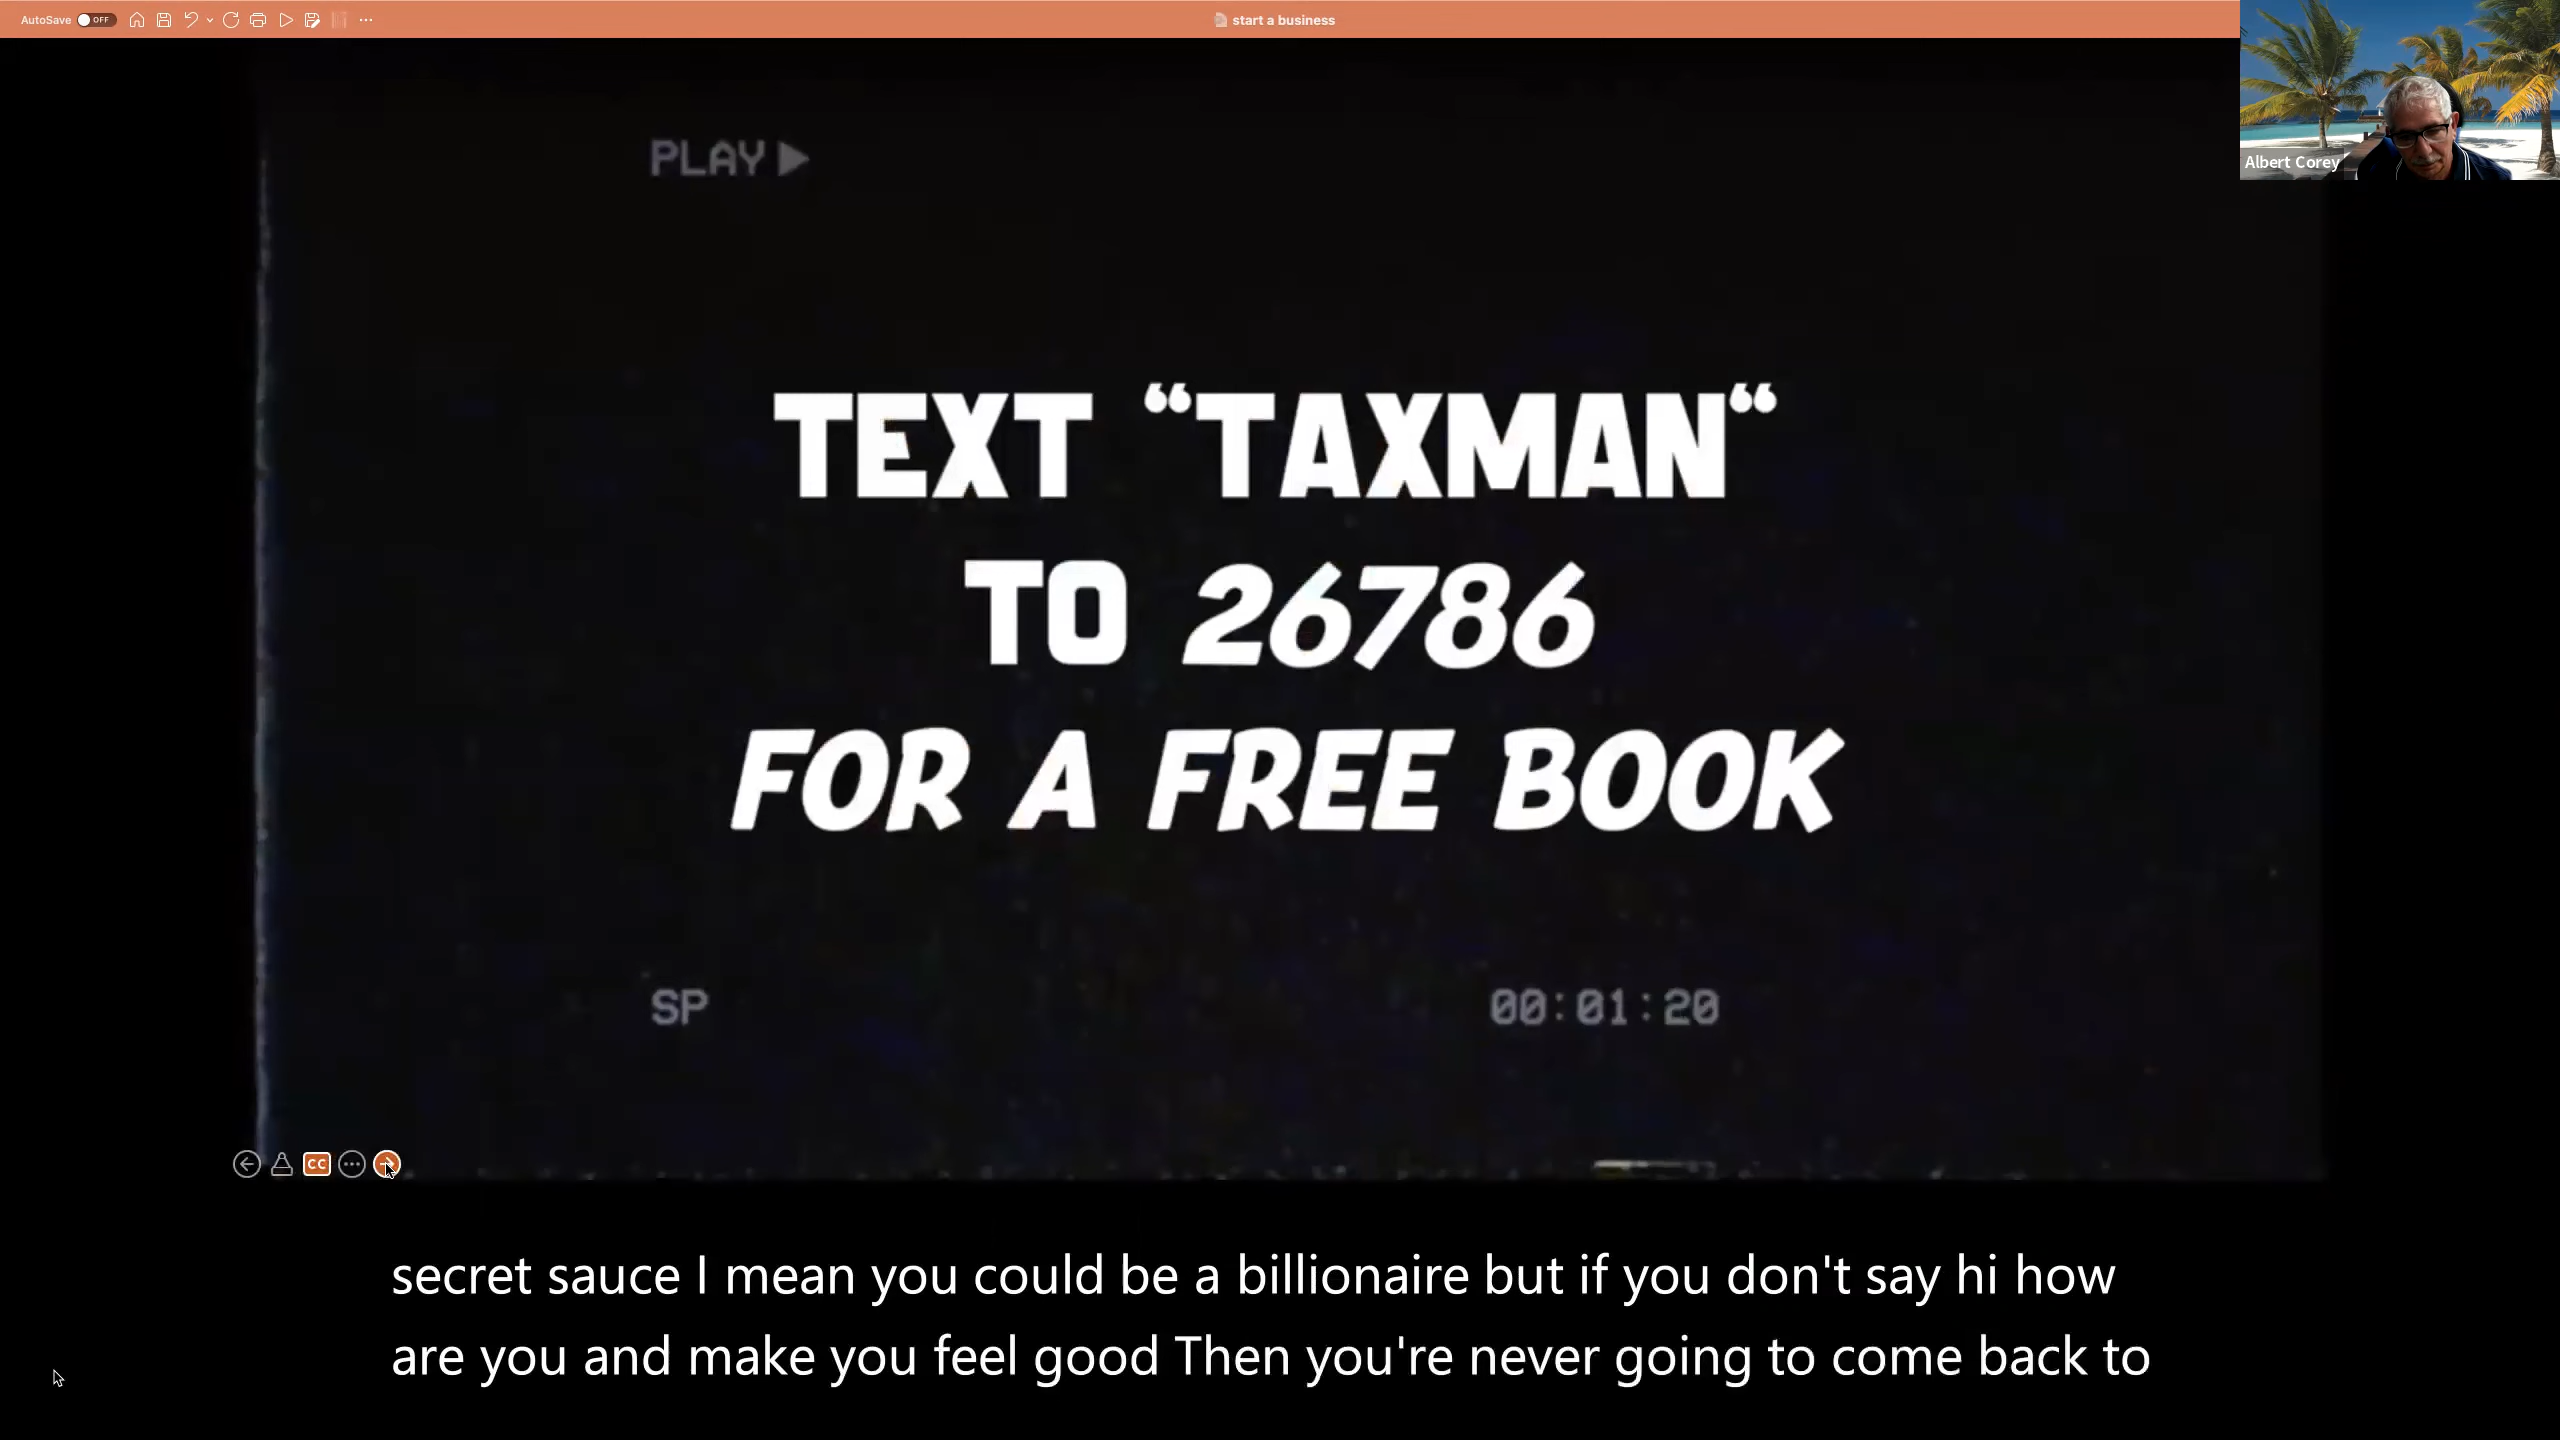 AutoSave OFF
start a business
Albert Corey
PLAY
TEXT “TAXMAN“
TO 26786
FOR A FREE BOOK
SP 00:01:20
CC
secret sauce I mean you could be a billionaire but if you don't say hi how
are you and make you feel good Then you're never going to come back to